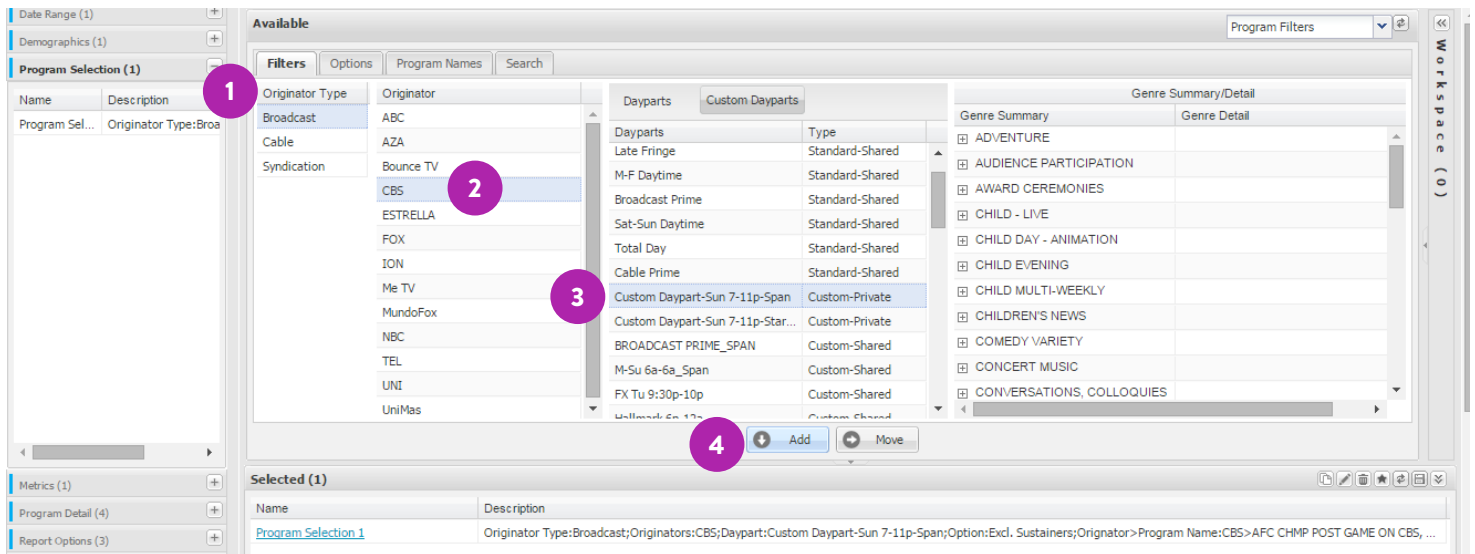 Date Range (1)
Demographics (1)
Program Selection (1)
Name Description
Program Sel... Originator Type:Broa
Metrics (1)
Program Detail (4)
Report Options (3)
Available
Program Filters
Filters Options Program Names Search
1
Originator Type
Broadcast
Cable
Syndication
Originator
ABC
AZA
Bounce TV
CBS
2
ESTRELLA
FOX
ION
Me TV
MundoFox
NBC
TEL
UNI
UniMas
Dayparts Custom Dayparts
Dayparts Type
Late Fringe Standard-Shared
M-F Daytime Standard-Shared
Broadcast Prime Standard-Shared
Sat-Sun Daytime Standard-Shared
Total Day Standard-Shared
Cable Prime Standard-Shared
3
Custom Daypart-Sun 7-11p-Span Custom-Private
Custom Daypart-Sun 7-11p-Star... Custom-Private
BROADCAST PRIME_SPAN Custom-Shared
M-Su 6a-6a_Span Custom-Shared
FX Tu 9:30p-10p Custom-Shared
Hallmark 6p-12a Custom-Shared
Genre Summary/Detail
Genre Summary Genre Detail
ADVENTURE
AUDIENCE PARTICIPATION
AWARD CEREMONIES
CHILD - LIVE
CHILD DAY - ANIMATION
CHILD EVENING
CHILD MULTI-WEEKLY
CHILDREN'S NEWS
COMEDY VARIETY
CONCERT MUSIC
CONVERSATIONS, COLLOQUIES
4
Add Move
Workspace (0)
Selected (1)
Name Description
Program Selection 1 Originator Type:Broadcast;Originators:CBS;Daypart:Custom Daypart-Sun 7-11p-Span;Option:Excl. Sustainers;Orignator>Program Name:CBS>AFC CHMP POST GAME ON CBS, ...